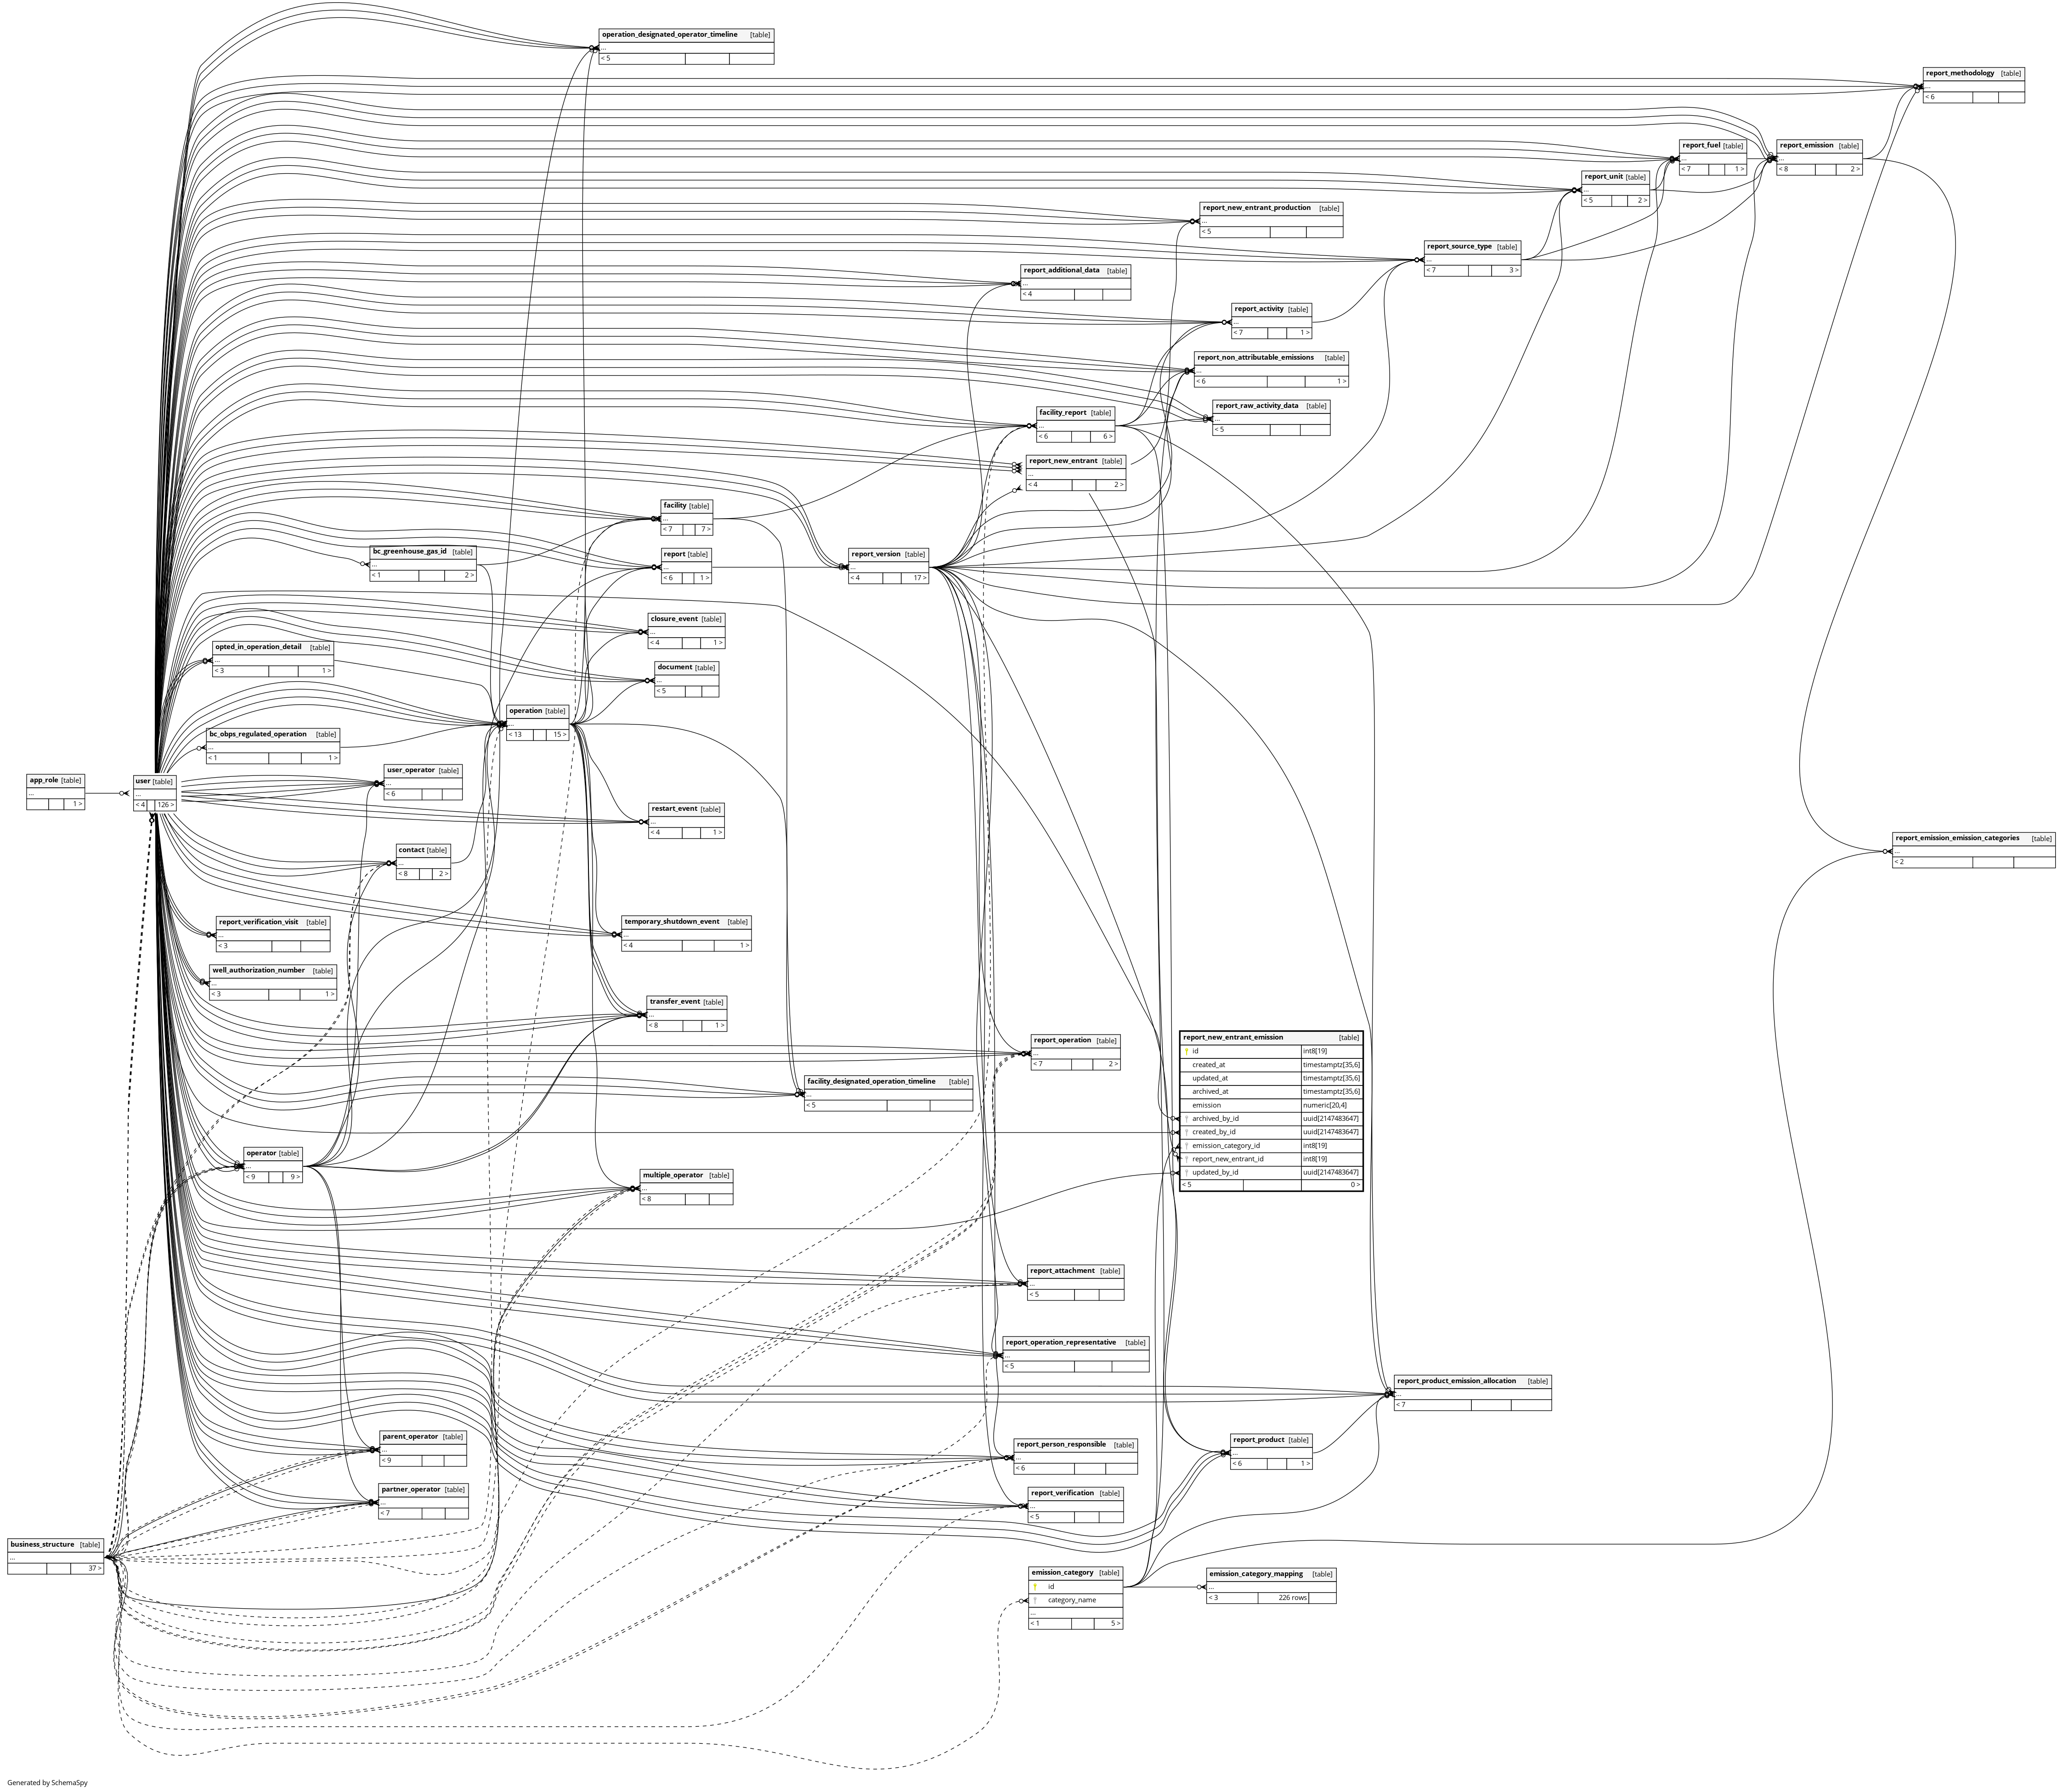 operation_designated_operator_timeline [table]
...
< 5
report_methodology [table]
...
< 6
report_fuel [table]
...
< 7 1 >
report_emission [table]
...
< 8 2 >
report_unit [table]
...
< 5 2 >
report_new_entrant_production [table]
...
< 5
report_source_type [table]
...
< 7 3 >
report_additional_data [table]
...
< 4
report_activity [table]
...
< 7 1 >
report_non_attributable_emissions [table]
...
< 6 1 >
report_raw_activity_data [table]
...
< 5
facility_report [table]
...
< 6 6 >
report_new_entrant [table]
...
< 4 2 >
facility [table]
...
< 7 7 >
bc_greenhouse_gas_id [table]
...
< 1 2 >
report [table]
...
< 6 1 >
report_version [table]
...
< 4 17 >
closure_event [table]
...
< 4 1 >
opted_in_operation_detail [table]
...
< 3 1 >
document [table]
...
< 5
operation [table]
...
< 13 15 >
bc_obps_regulated_operation [table]
...
< 1 1 >
app_role [table]
...
1 >
user [table]
...
< 4 126 >
user_operator [table]
...
< 6
restart_event [table]
...
< 4 1 >
report_emission_emission_categories [table]
...
< 2
contact [table]
...
< 8 2 >
report_verification_visit [table]
...
< 3
temporary_shutdown_event [table]
...
< 4 1 >
well_authorization_number [table]
...
< 3 1 >
transfer_event [table]
...
< 8 1 >
report_operation [table]
...
< 7 2 >
report_new_entrant_emission [table]
id int8[19]
created_at timestamptz[35,6]
updated_at timestamptz[35,6]
archived_at timestamptz[35,6]
emission numeric[20,4]
archived_by_id uuid[2147483647]
created_by_id uuid[2147483647]
emission_category_id int8[19]
report_new_entrant_id int8[19]
updated_by_id uuid[2147483647]
< 5 0 >
facility_designated_operation_timeline [table]
...
< 5
operator [table]
...
< 9 9 >
multiple_operator [table]
...
< 8
report_attachment [table]
...
< 5
report_operation_representative [table]
...
< 5
report_product_emission_allocation [table]
...
< 7
parent_operator [table]
...
< 9
report_person_responsible [table]
...
< 6
report_product [table]
...
< 6 1 >
partner_operator [table]
...
< 7
report_verification [table]
...
< 5
business_structure [table]
...
37 >
emission_category [table]
id
category_name
...
< 1 5 >
emission_category_mapping [table]
...
< 3 226 rows
Generated by SchemaSpy